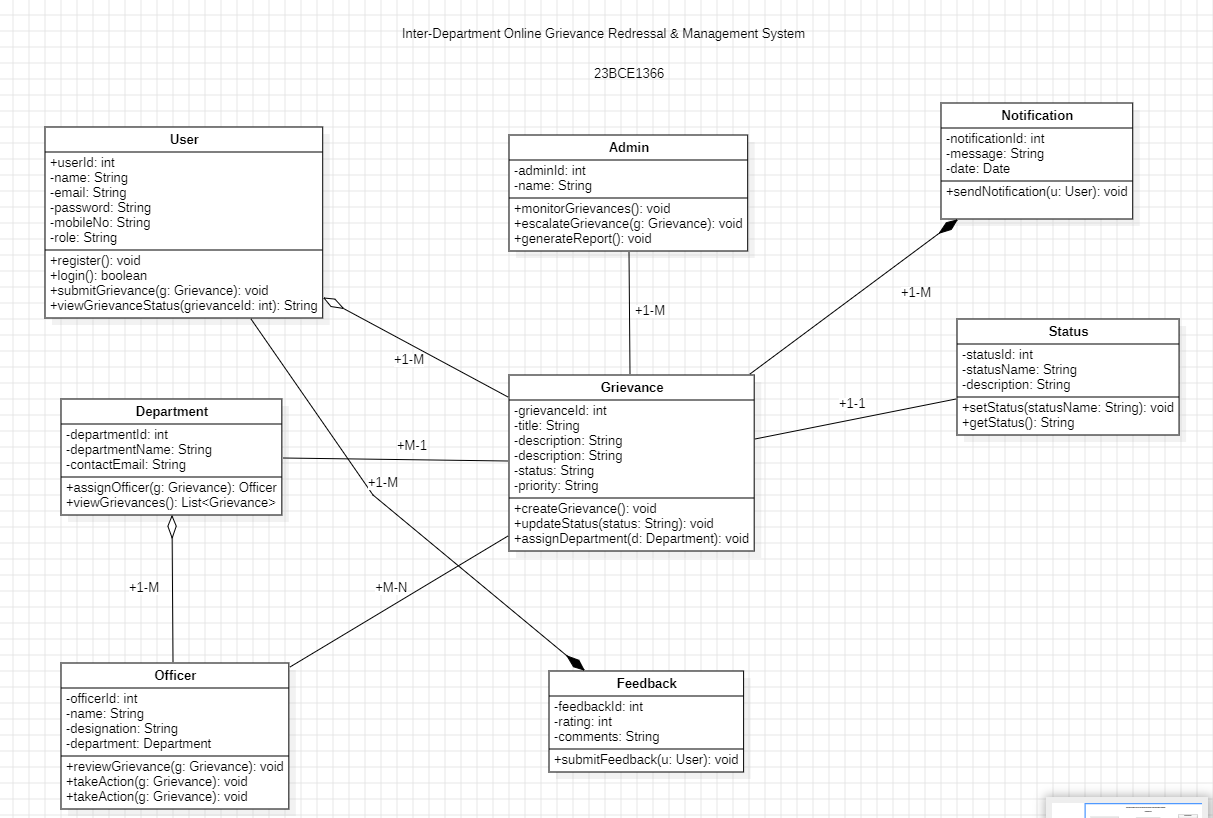 Inter-Department Online Grievance Redressal & Management System
23BCE1366
User
+userId: int
-name: String
-email: String
-password: String
-mobileNo: String
-role: String
+register(): void
+login(): boolean
+submitGrievance(g: Grievance): void
+viewGrievanceStatus(grievanceId: int): String
Admin
-adminId: int
-name: String
+monitorGrievances(): void
+escalateGrievance(g: Grievance): void
+generateReport(): void
Notification
-notificationId: int
-message: String
-date: Date
+sendNotification(u: User): void
+1-M
+1-M
+1-M
Status
-statusId: int
-statusName: String
-description: String
+setStatus(statusName: String): void
+getStatus(): String
+1-1
Department
-departmentId: int
-departmentName: String
-contactEmail: String
+assignOfficer(g: Grievance): Officer
+viewGrievances(): List<Grievance>
+M-1
+1-M
Grievance
-grievanceId: int
-title: String
-description: String
-description: String
-status: String
-priority: String
+createGrievance(): void
+updateStatus(status: String): void
+assignDepartment(d: Department): void
+1-M
+M-N
Officer
-officerId: int
-name: String
-designation: String
-department: Department
+reviewGrievance(g: Grievance): void
+takeAction(g: Grievance): void
+takeAction(g: Grievance): void
Feedback
-feedbackId: int
-rating: int
-comments: String
+submitFeedback(u: User): void